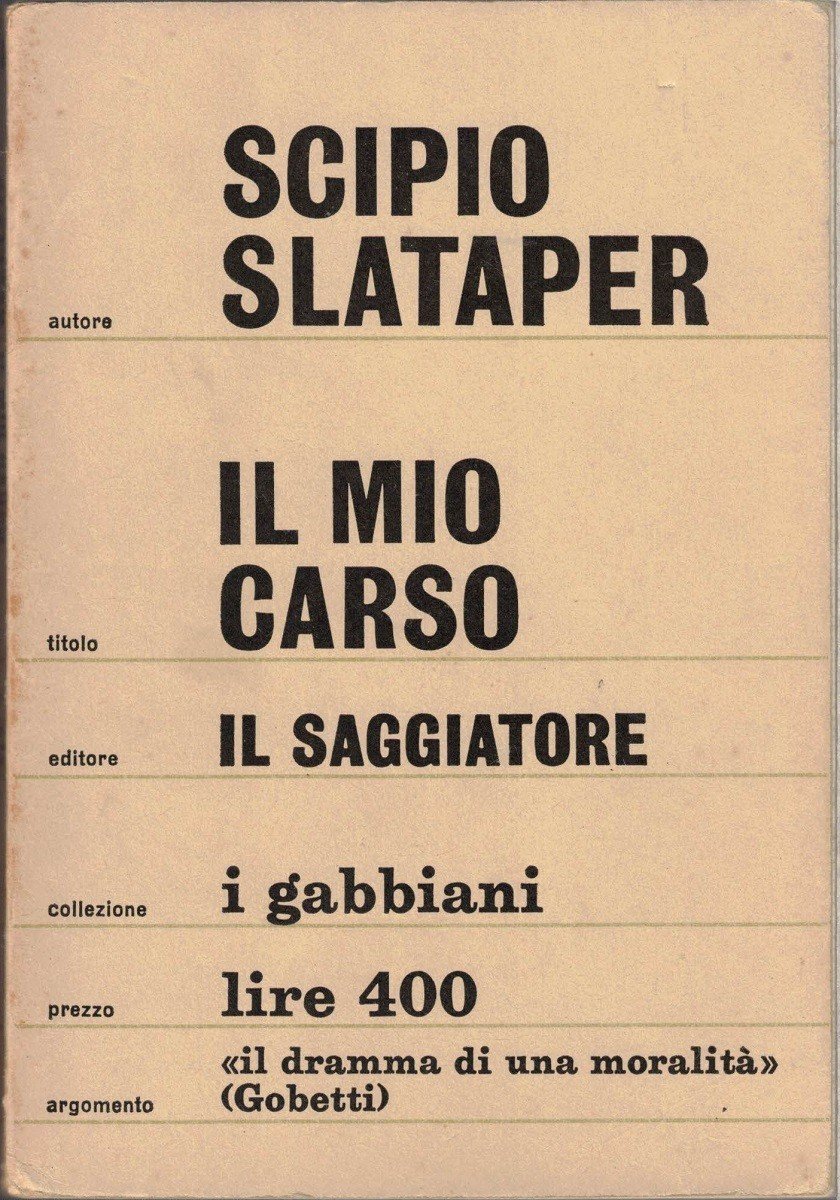 SCIPIO
autore SLATAPER
IL MIO
titolo CARSO
editore IL SAGGIATORE
collezione i gabbiani
prezzo lire 400
«il dramma di una moralità»
argomento (Gobetti)